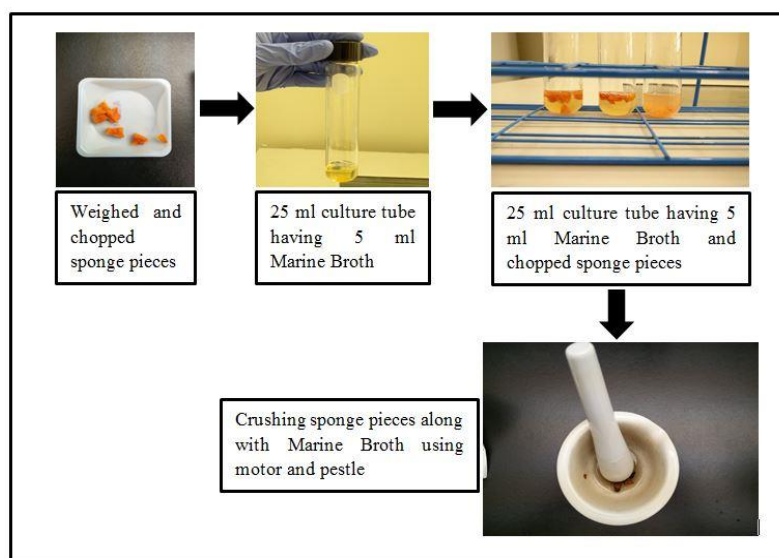 Weighed and
chopped
sponge pieces
25 ml culture tube
having 5 ml
Marine Broth
25 ml culture tube having 5
ml Marine Broth and
chopped sponge pieces
Crushing sponge pieces along
with Marine Broth using
motor and pestle